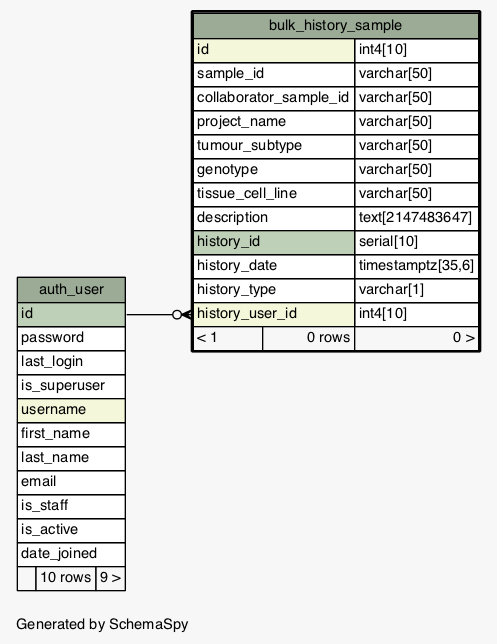 bulk_history_sample
id int4[10]
sample_id varchar[50]
collaborator_sample_id varchar[50]
project_name varchar[50]
tumour_subtype varchar[50]
genotype varchar[50]
tissue_cell_line varchar[50]
description text[2147483647]
history_id serial[10]
history_date timestamptz[35,6]
history_type varchar[1]
history_user_id int4[10]
< 1 0 rows 0 >
auth_user
id
password
last_login
is_superuser
username
first_name
last_name
email
is_staff
is_active
date_joined
10 rows 9 >
Generated by SchemaSpy